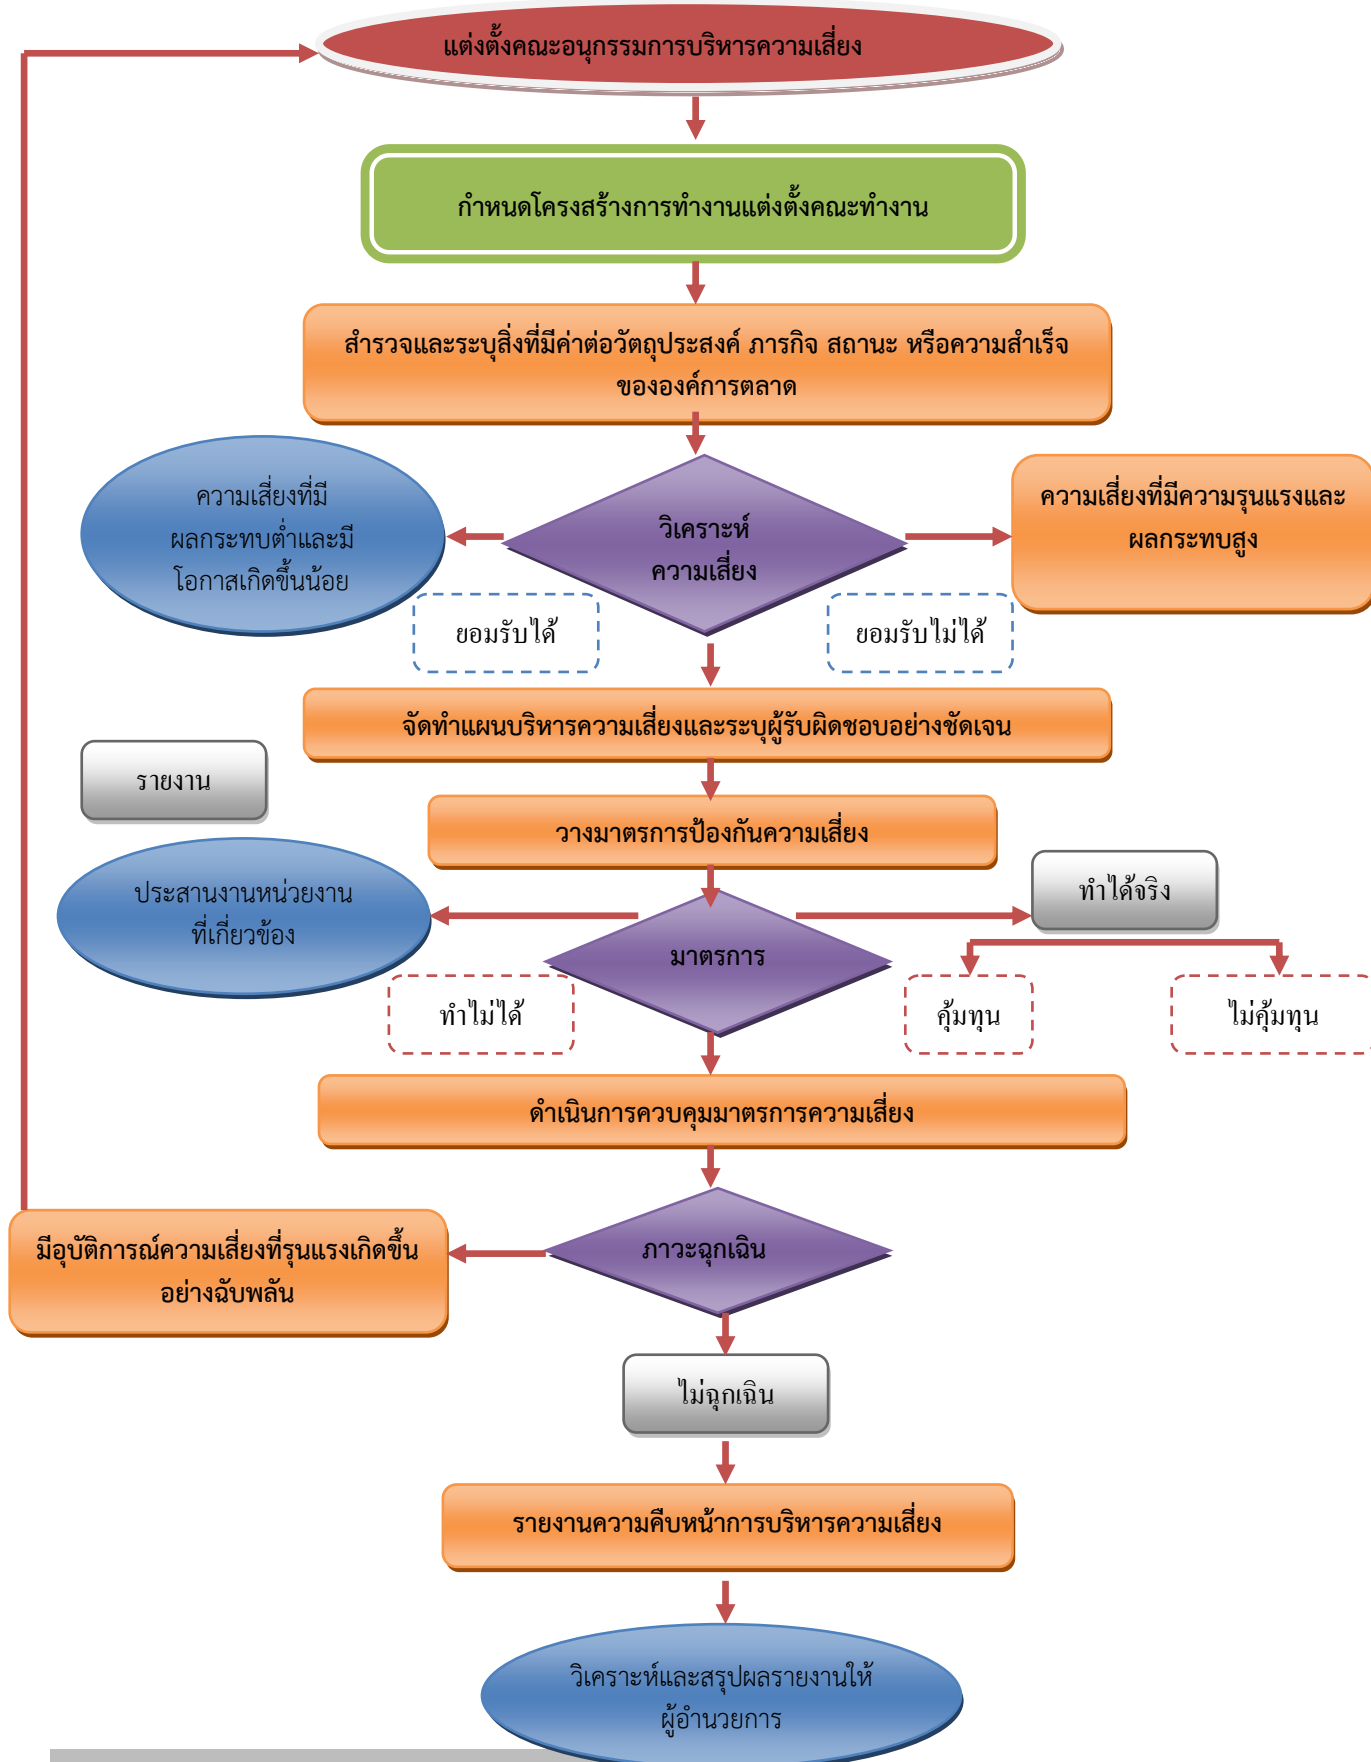 แต่งตั้งคณะอนุกรรมการบริหารความเสี่ยง
กำหนดโครงสร้างการทำงานแต่งตั้งคณะทำงาน
สำรวจและระบุสิ่งที่มีค่าต่อวัตถุประสงค์ ภารกิจ สถานะ หรือความสำเร็จ
ขององค์การตลาด
ความเสี่ยงที่มี
ผลกระทบต่ำและมี
โอกาสเกิดขึ้นน้อย
วิเคราะห์
ความเสี่ยง
ความเสี่ยงที่มีความรุนแรงและ
ผลกระทบสูง
ยอมรับได้
ยอมรับไม่ได้
จัดทำแผนบริหารความเสี่ยงและระบุผู้รับผิดชอบอย่างชัดเจน
รายงาน
วางมาตรการป้องกันความเสี่ยง
ประสานงานหน่วยงาน
ที่เกี่ยวข้อง
ทำได้จริง
มาตรการ
ทำไม่ได้
คุ้มทุน
ไม่คุ้มทุน
ดำเนินการควบคุมมาตรการความเสี่ยง
มีอุบัติการณ์ความเสี่ยงที่รุนแรงเกิดขึ้น
อย่างฉับพลัน
ภาวะฉุกเฉิน
ไม่ฉุกเฉิน
รายงานความคืบหน้าการบริหารความเสี่ยง
วิเคราะห์และสรุปผลรายงานให้
ผู้อำนวยการ